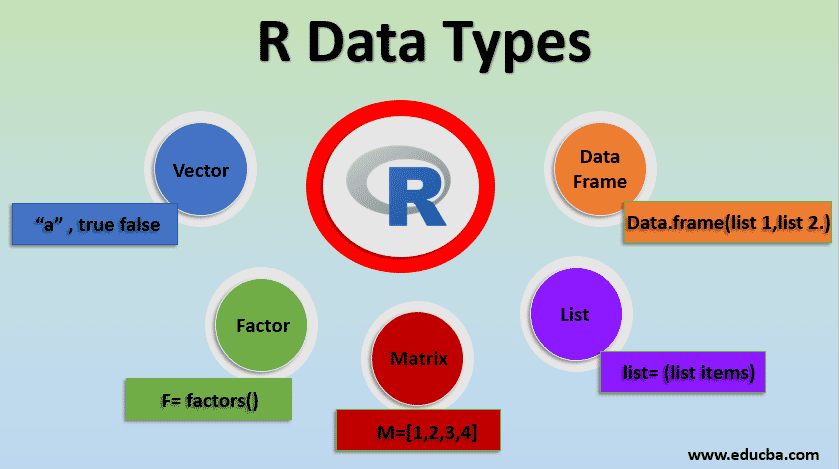 R Data Types
Vector
"a" , true false
R
Data
Frame
Data.frame(list 1,list 2.)
Factor
F= factors()
Matrix
M=[1,2,3,4]
List
list= (list items)
www.educba.com